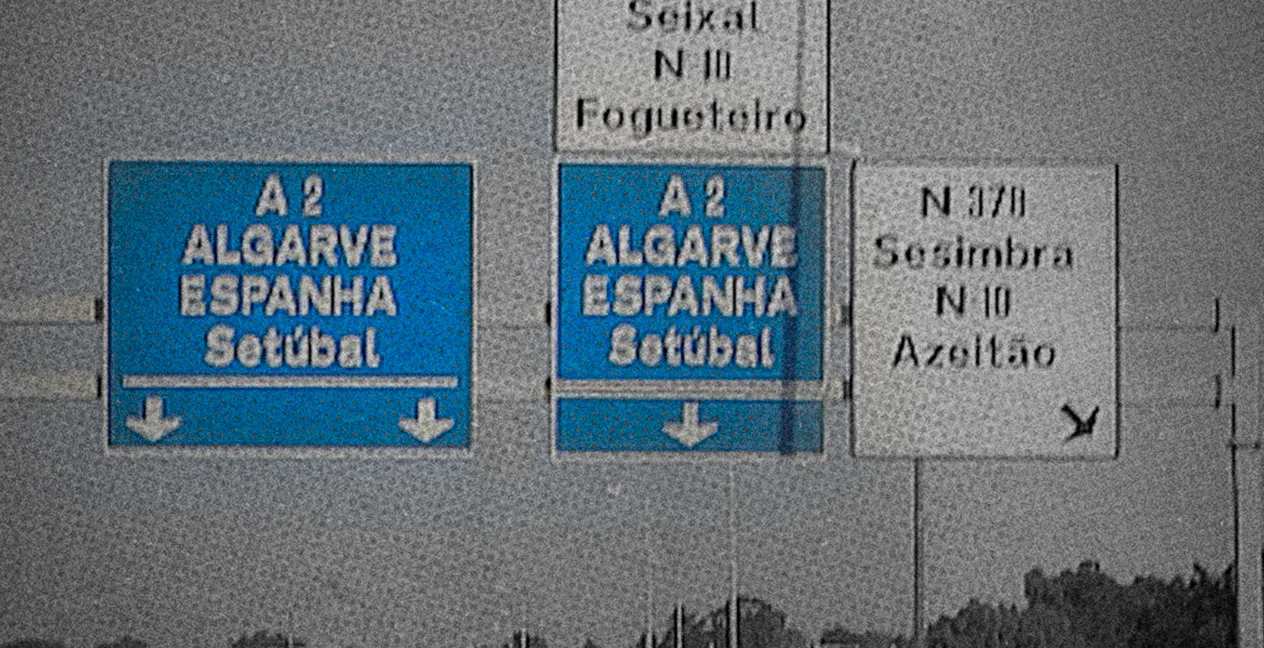 Seixal
N 10
Fogueteiro
A 2
ALGARVE
ESPANHA
Setúbal
A 2
ALGARVE
ESPANHA
Setúbal
N 378
Sesimbra
N 10
Azeitão